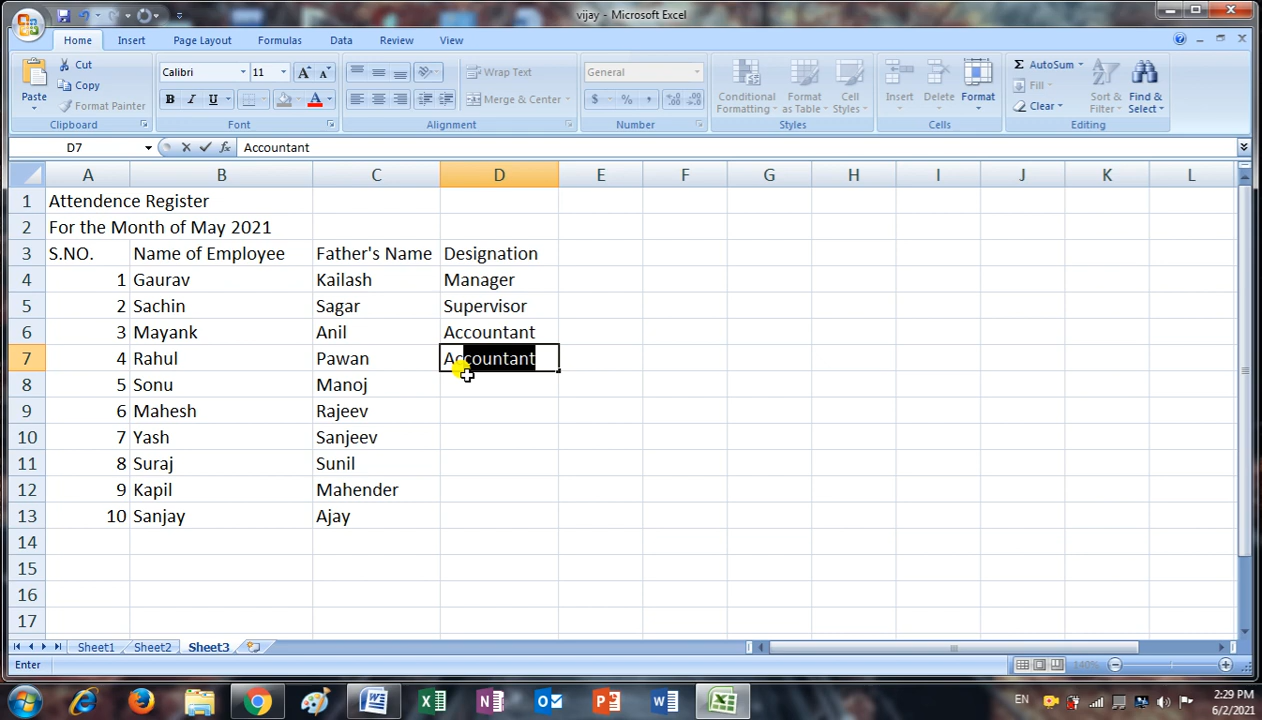 vijay - Microsoft Excel
Home Insert Page Layout Formulas Data Review View
Paste Cut Copy Format Painter Clipboard
Calibri 11 A A B I U A Font
Wrap Text Merge & Center Alignment
General $ % , Number
Conditional Formatting Format as Table Cell Styles Styles
Insert Delete Format Cells
Σ AutoSum Fill Clear Sort & Filter Find & Select Editing
D7 fx Accountant
A B C D E F G H I J K L
1 Attendence Register
2 For the Month of May 2021
3 S.NO. Name of Employee Father's Name Designation
4 1 Gaurav Kailash Manager
5 2 Sachin Sagar Supervisor
6 3 Mayank Anil Accountant
7 4 Rahul Pawan Accountant
8 5 Sonu Manoj
9 6 Mahesh Rajeev
10 7 Yash Sanjeev
11 8 Suraj Sunil
12 9 Kapil Mahender
13 10 Sanjay Ajay
14
15
16
17
Sheet1 Sheet2 Sheet3
Enter 140%
EN 2:29 PM
6/2/2021